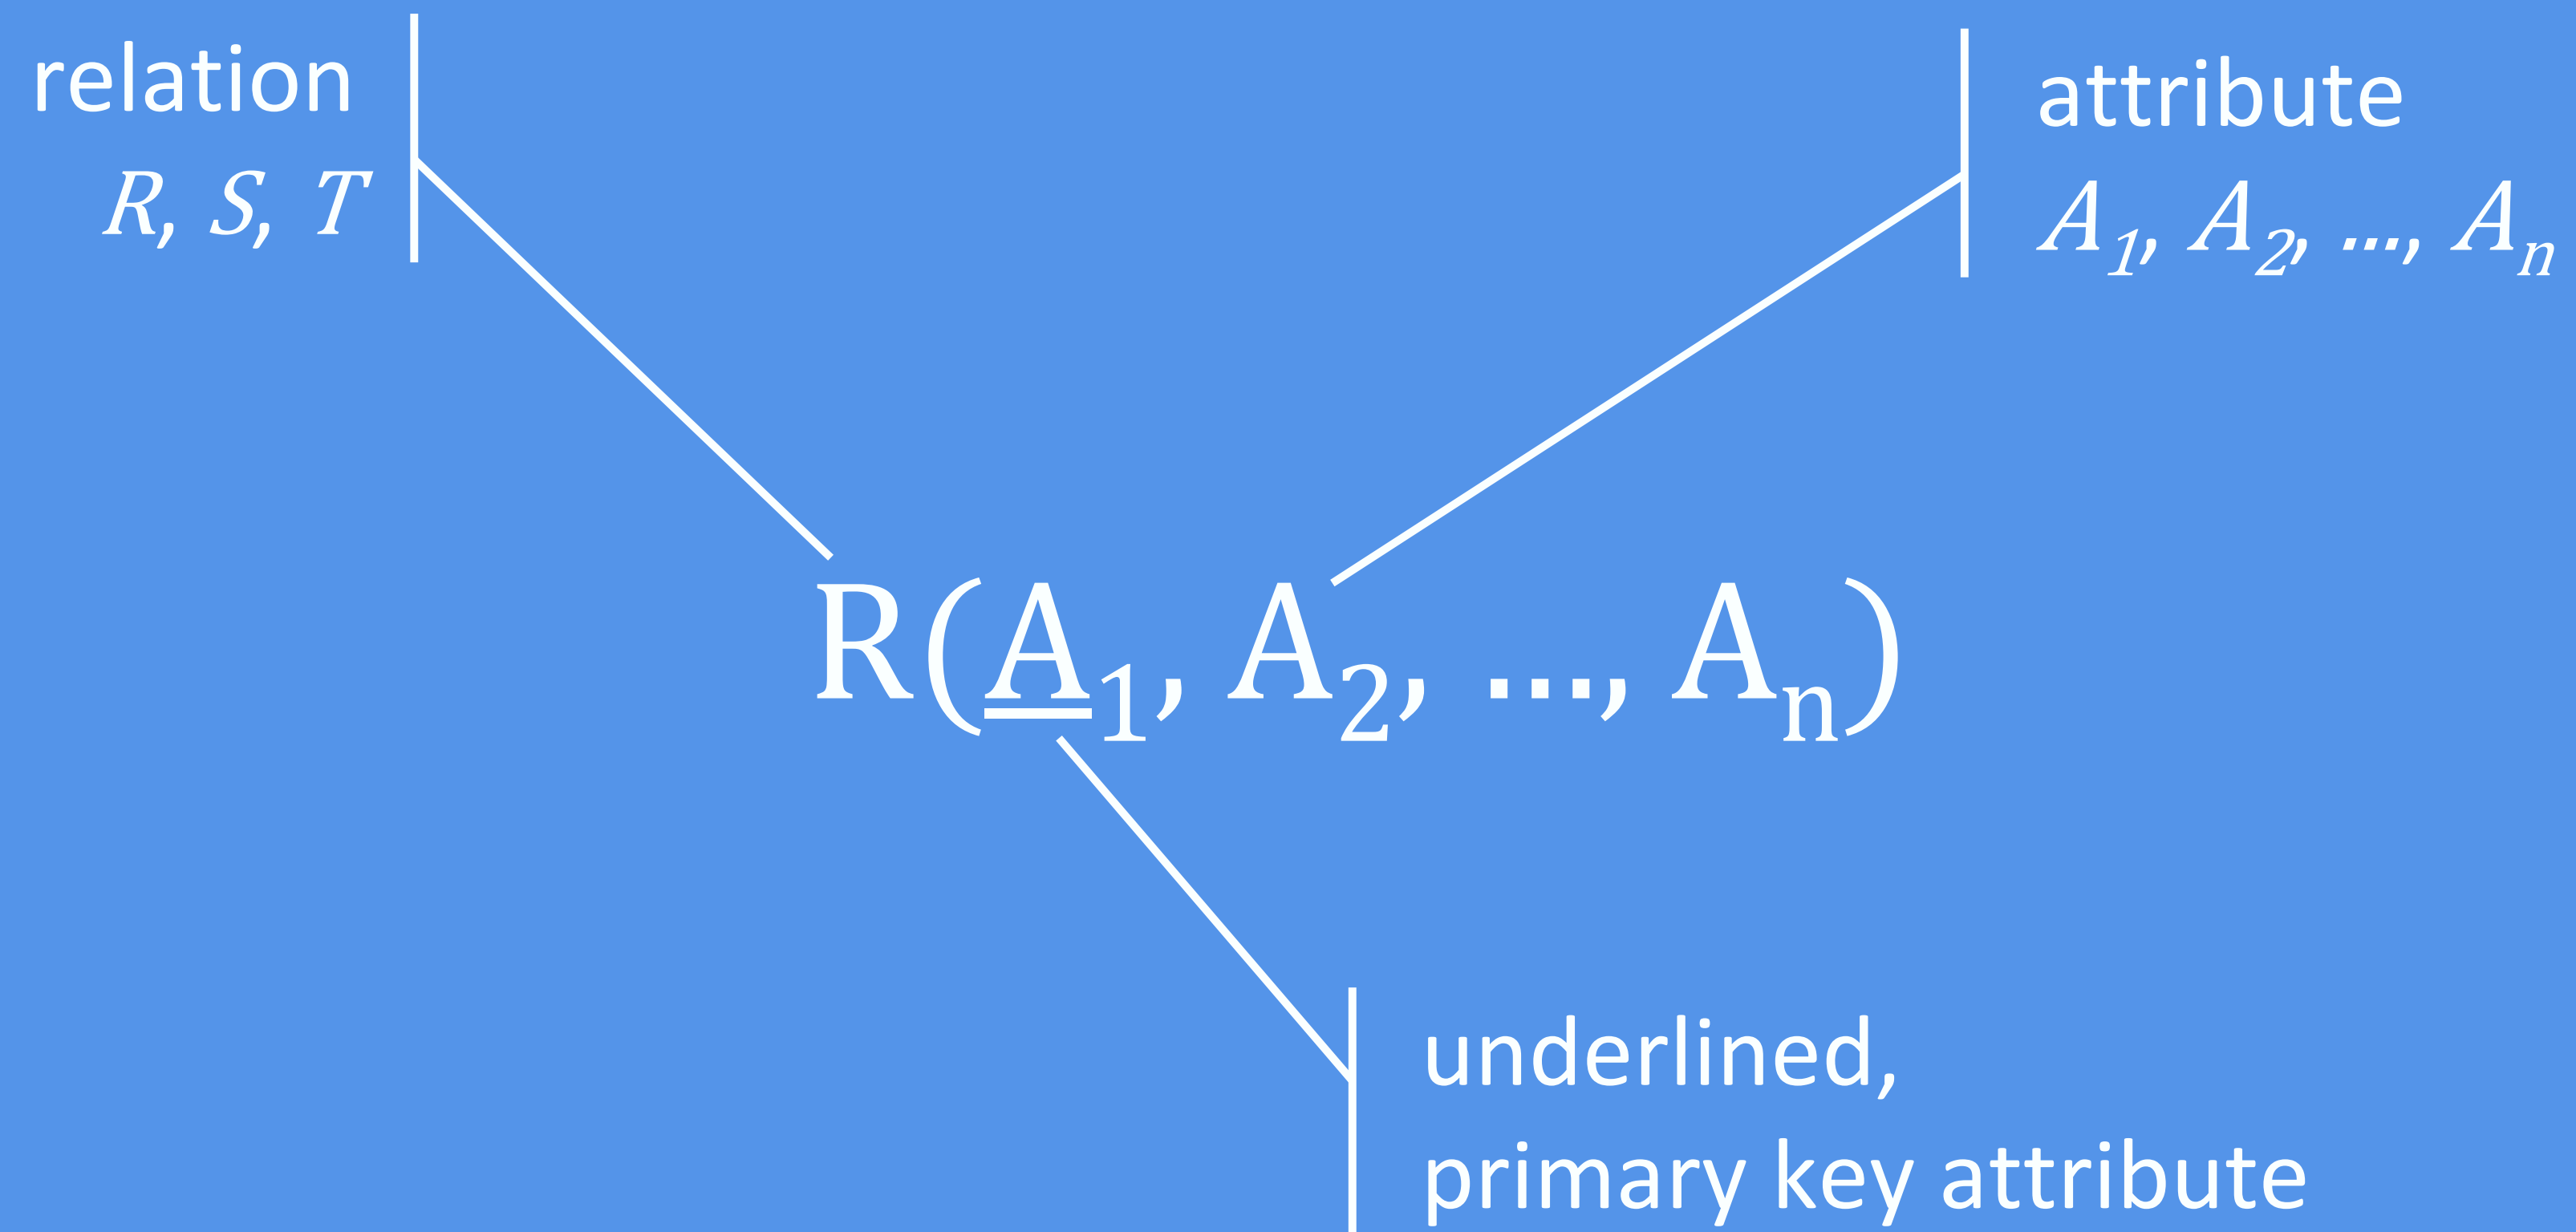 relation
R, S, T
attribute
A₁, A₂, ..., Aₙ
R(A₁, A₂, ..., Aₙ)
underlined,
primary key attribute